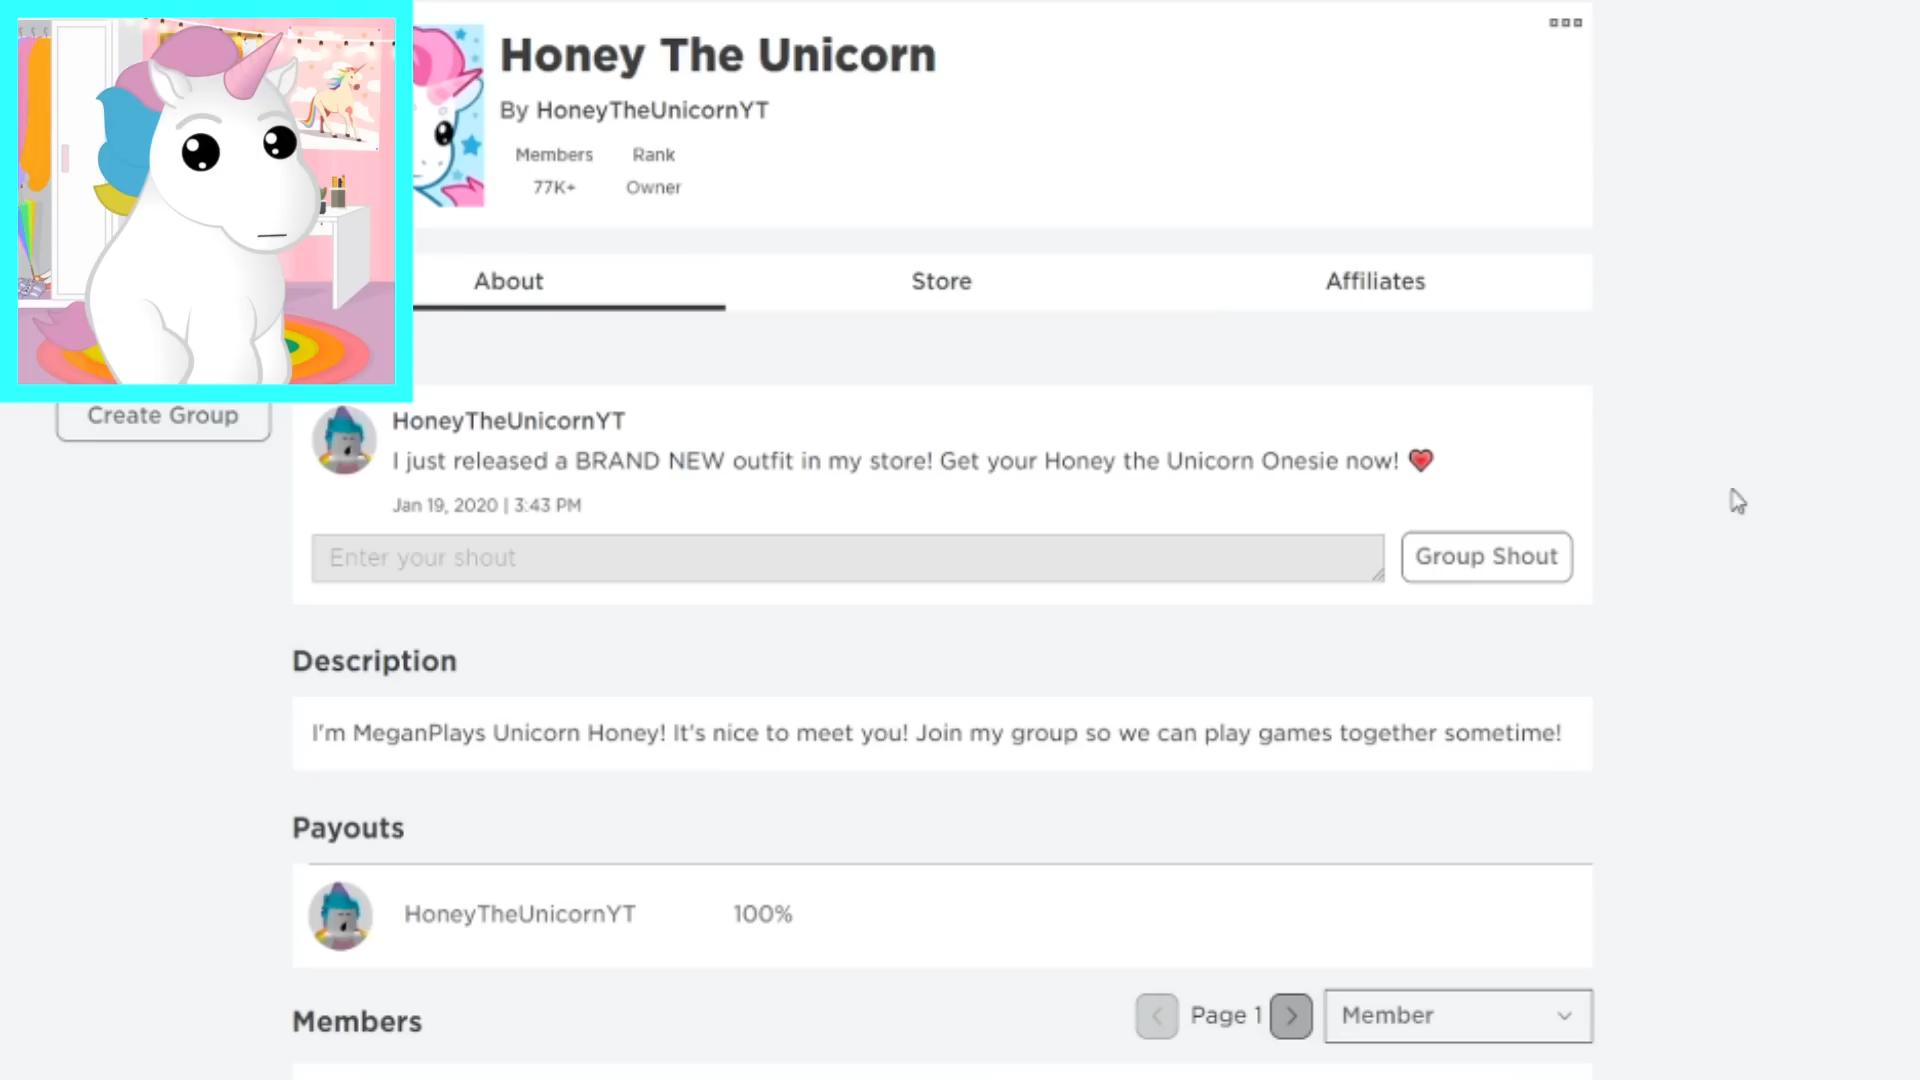 Honey The Unicorn
By HoneyTheUnicornYT
Members Rank
77K+ Owner
About Store Affiliates
Create Group
HoneyTheUnicornYT
I just released a BRAND NEW outfit in my store! Get your Honey the Unicorn Onesie now! ❤
Jan 19, 2020 | 3:43 PM
Enter your shout
Group Shout
Description
I'm MeganPlays Unicorn Honey! It's nice to meet you! Join my group so we can play games together sometime!
Payouts
HoneyTheUnicornYT 100%
Members
Page 1
Member